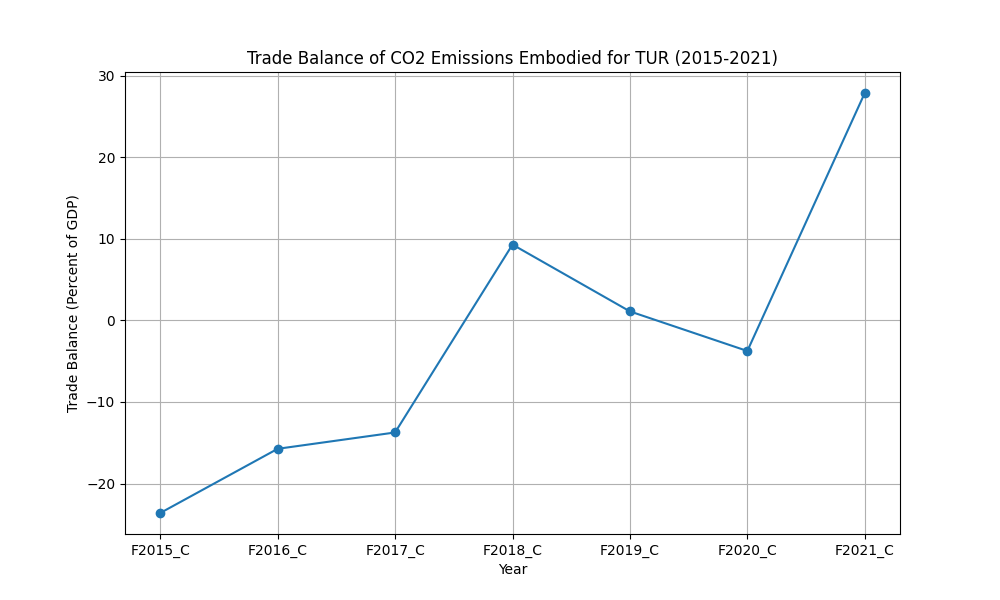 Trade Balance of CO2 Emissions Embodied for TUR (2015-2021)
Trade Balance (Percent of GDP)
30
20
10
0
−10
−20
F2015_C F2016_C F2017_C F2018_C F2019_C F2020_C F2021_C
Year